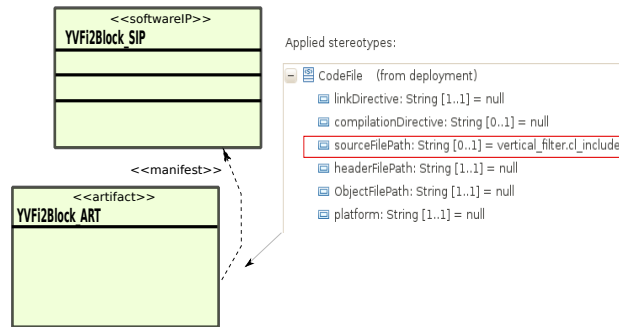 <<softwareIP>>
YVFi2Block_SIP
<<manifest>>
<<artifact>>
YVFi2Block_ART
Applied stereotypes:
CodeFile (from deployment)
linkDirective: String [1..1] = null
compilationDirective: String [0..1] = null
sourceFilePath: String [0..1] = vertical_filter.cl_include
headerFilePath: String [1..1] = null
ObjectFilePath: String [1..1] = null
platform: String [1..1] = null